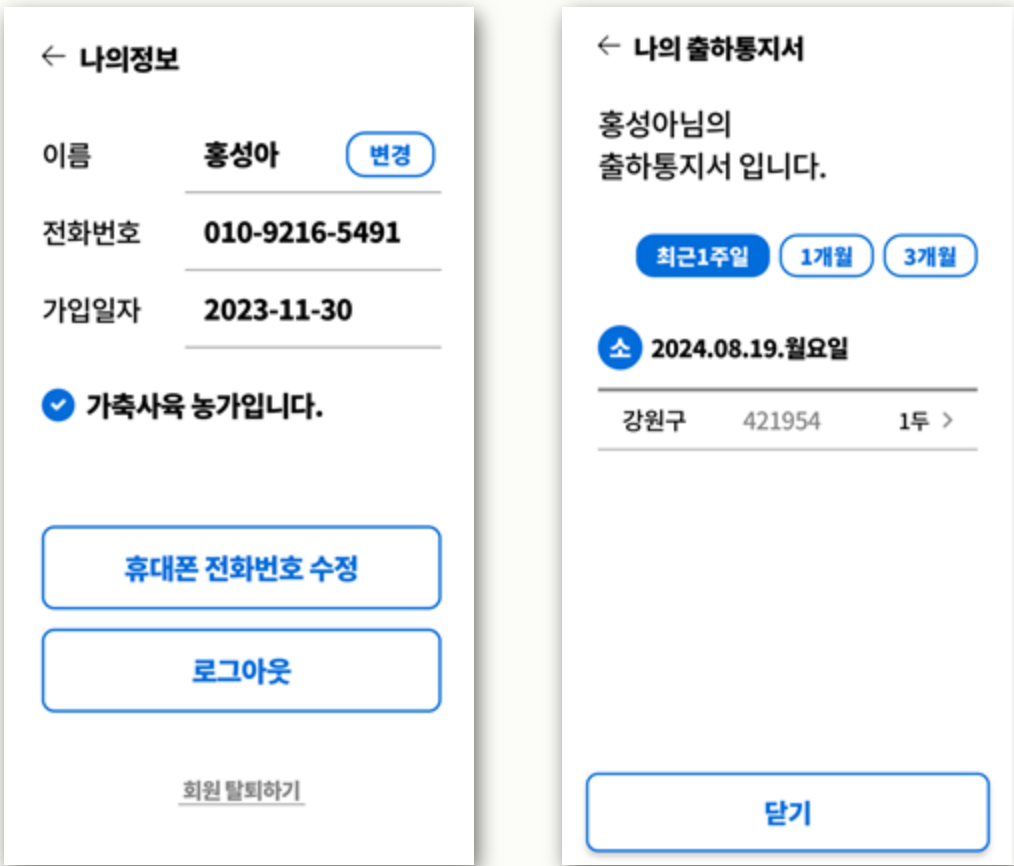 ← 나의정보
이름 홍성아 변경
전화번호 010-9216-5491
가입일자 2023-11-30
가축사육 농가입니다.
휴대폰 전화번호 수정
로그아웃
회원 탈퇴하기
← 나의 출하통지서
홍성아님의
출하통지서 입니다.
최근1주일 1개월 3개월
소 2024.08.19.월요일
강원구 421954 1두 >
닫기